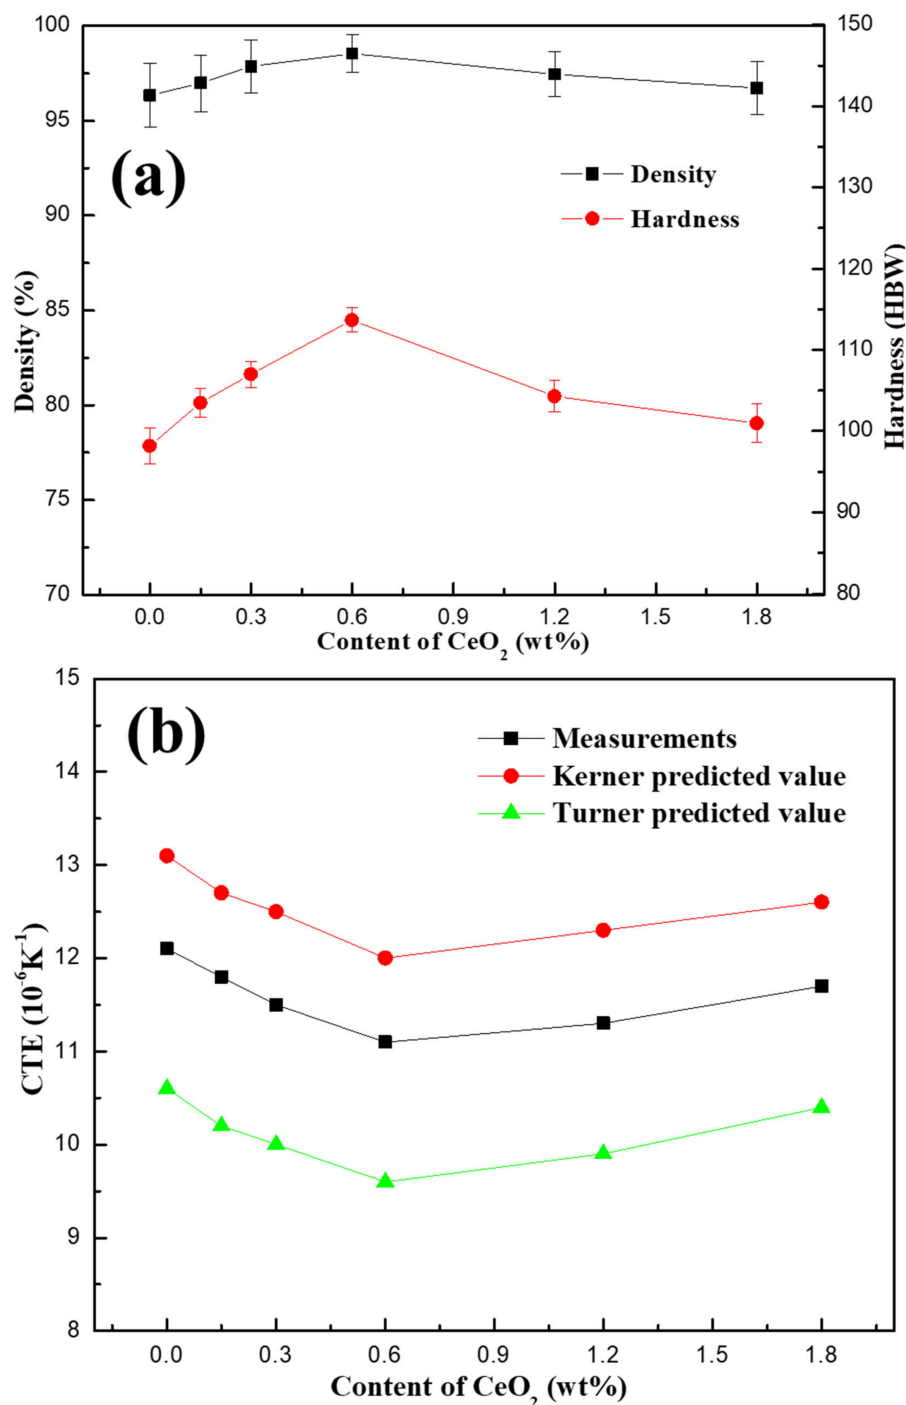 100
95
90
85
80
75
70
Density (%)
(a)
Density
Hardness
150
140
130
120
110
100
90
80
Hardness (HBW)
0.0 0.3 0.6 0.9 1.2 1.5 1.8
Content of CeO2 (wt%)
15
14
13
12
11
10
9
8
CTE (10-6K-1)
(b)
Measurements
Kerner predicted value
Turner predicted value
0.0 0.3 0.6 0.9 1.2 1.5 1.8
Content of CeO2 (wt%)